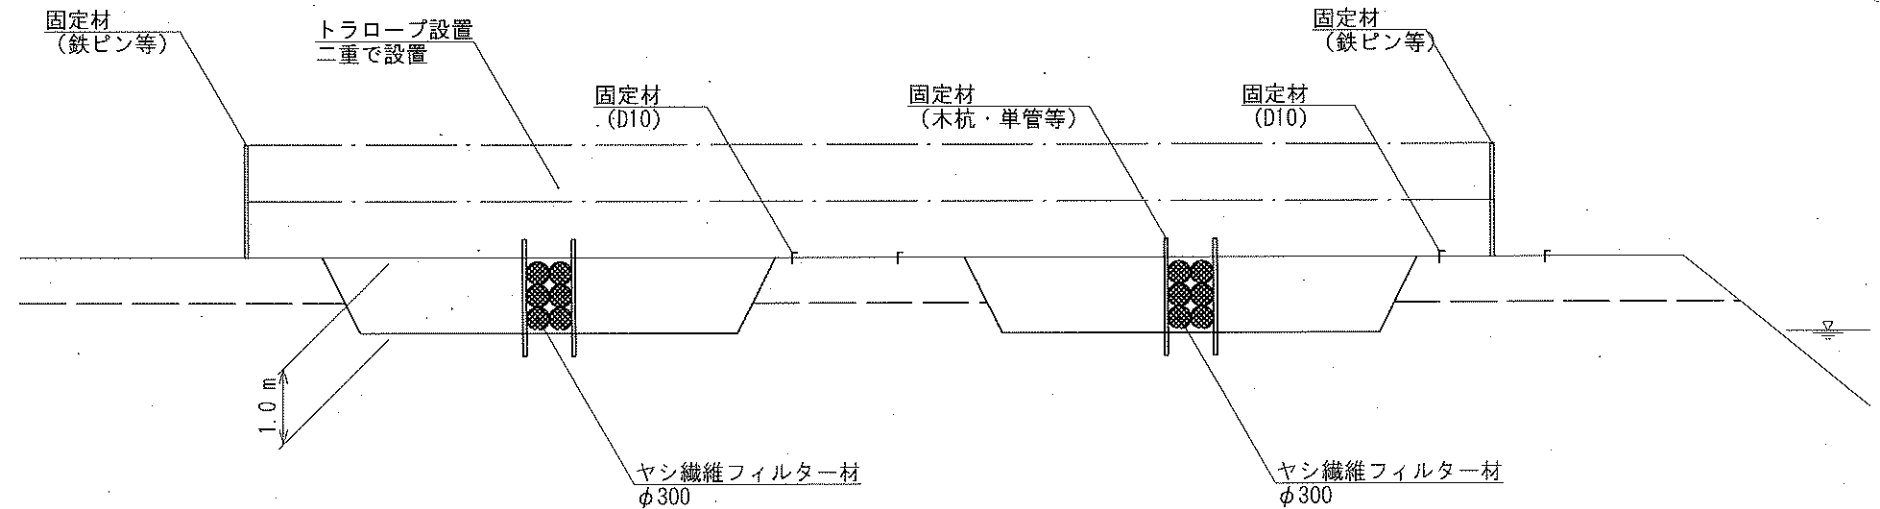 固定材
（鉄ピン等）
トラロープ設置
二重で設置
固定材
（鉄ピン等）
固定材
（D10）
固定材
（木杭・単管等）
固定材
（D10）
1.0 m
ヤシ繊維フィルター材
φ300
ヤシ繊維フィルター材
φ300